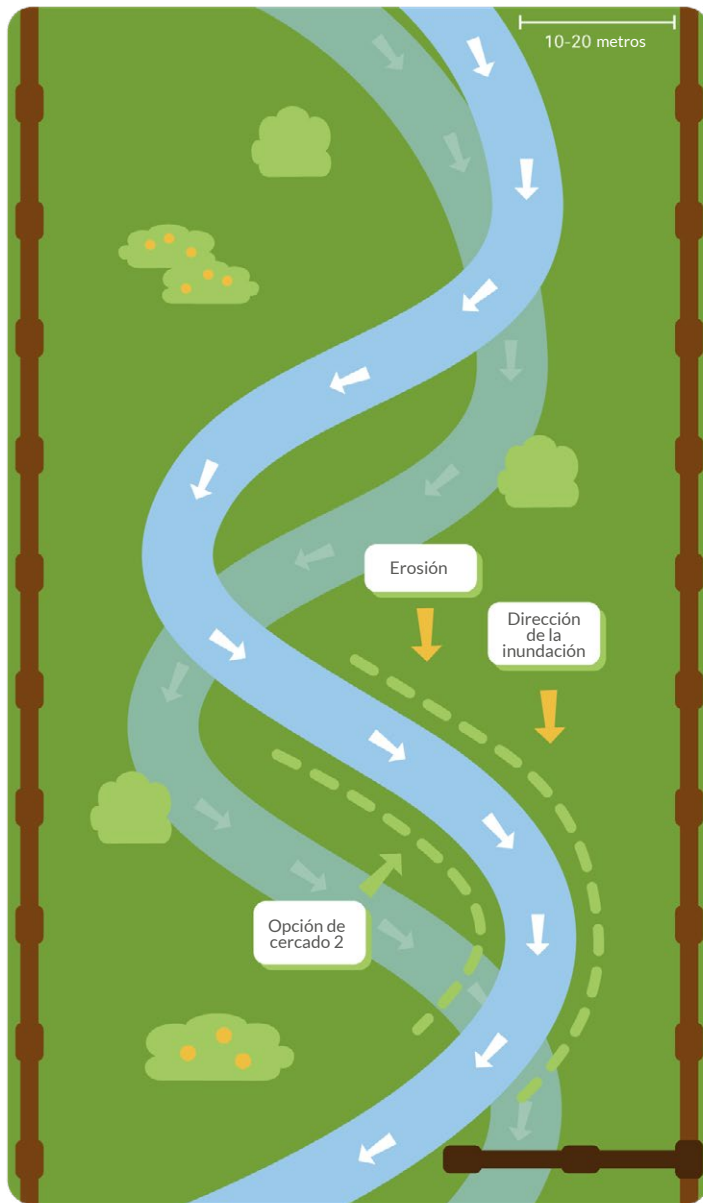 10-20 metros
Erosión
Dirección
de la
inundación
Opción de
cercado 2